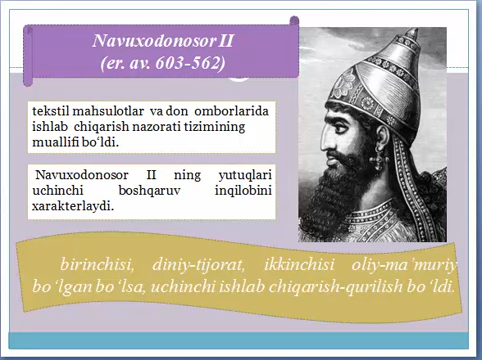 Navuxodonosor II
(er. av. 603-562)
tekstil mahsulotlar va don omborlarida
ishlab chiqarish nazorati tizimining
muallifi bo‘ldi.
Navuxodonosor II ning yutuqlari
uchinchi boshqaruv inqilobini
xarakterlaydi.
birinchisi, diniy-tijorat, ikkinchisi oliy-ma’muriy
bo‘lgan bo‘lsa, uchinchi ishlab chiqarish-qurilish bo‘ldi.